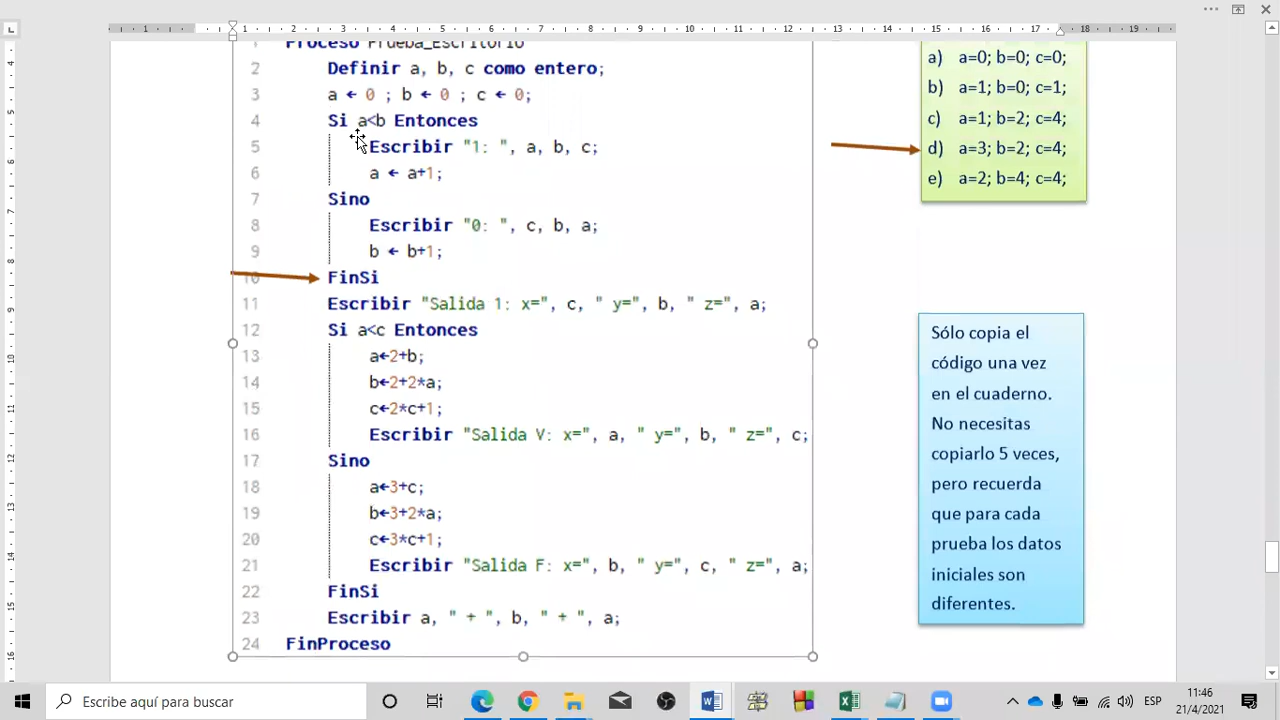 1 Proceso Prueba_Escritorio
2 Definir a, b, c como entero;
3 a ← 0 ; b ← 0 ; c ← 0;
4 Si a<b Entonces
5 Escribir "1: ", a, b, c;
6 a ← a+1;
7 Sino
8 Escribir "0: ", c, b, a;
9 b ← b+1;
10 FinSi
11 Escribir "Salida 1: x=", c, " y=", b, " z=", a;
12 Si a<c Entonces
13 a←2+b;
14 b←2+2*a;
15 c←2*c+1;
16 Escribir "Salida V: x=", a, " y=", b, " z=", c;
17 Sino
18 a←3+c;
19 b←3+2*a;
20 c←3*c+1;
21 Escribir "Salida F: x=", b, " y=", c, " z=", a;
22 FinSi
23 Escribir a, " + ", b, " + ", a;
24 FinProceso
a) a=0; b=0; c=0;
b) a=1; b=0; c=1;
c) a=1; b=2; c=4;
d) a=3; b=2; c=4;
e) a=2; b=4; c=4;
Sólo copia el
código una vez
en el cuaderno.
No necesitas
copiarlo 5 veces,
pero recuerda
que para cada
prueba los datos
iniciales son
diferentes.
Escribe aquí para buscar
ESP
11:46
21/4/2021